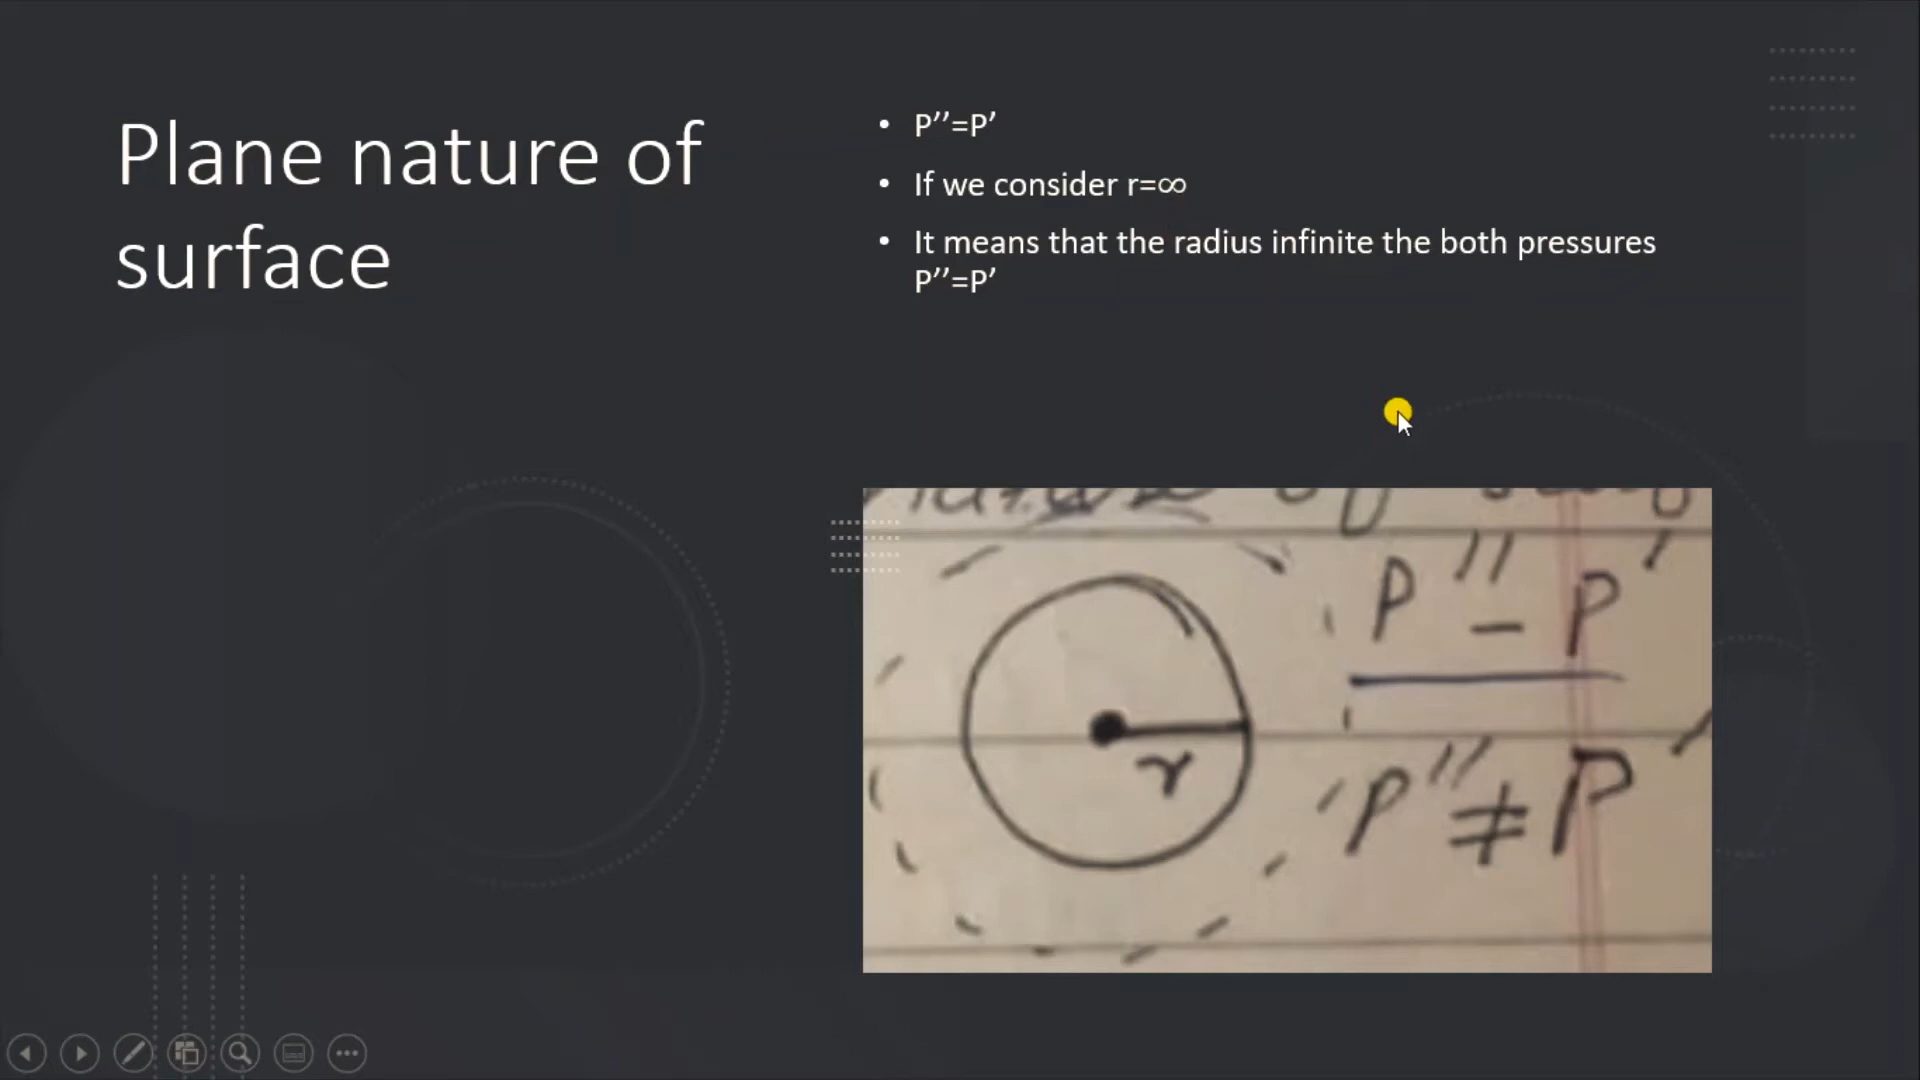 Plane nature of
surface
• P’’=P’
• If we consider r=∞
• It means that the radius infinite the both pressures
P’’=P’
P'' - P'
r
P'' ≠ P'